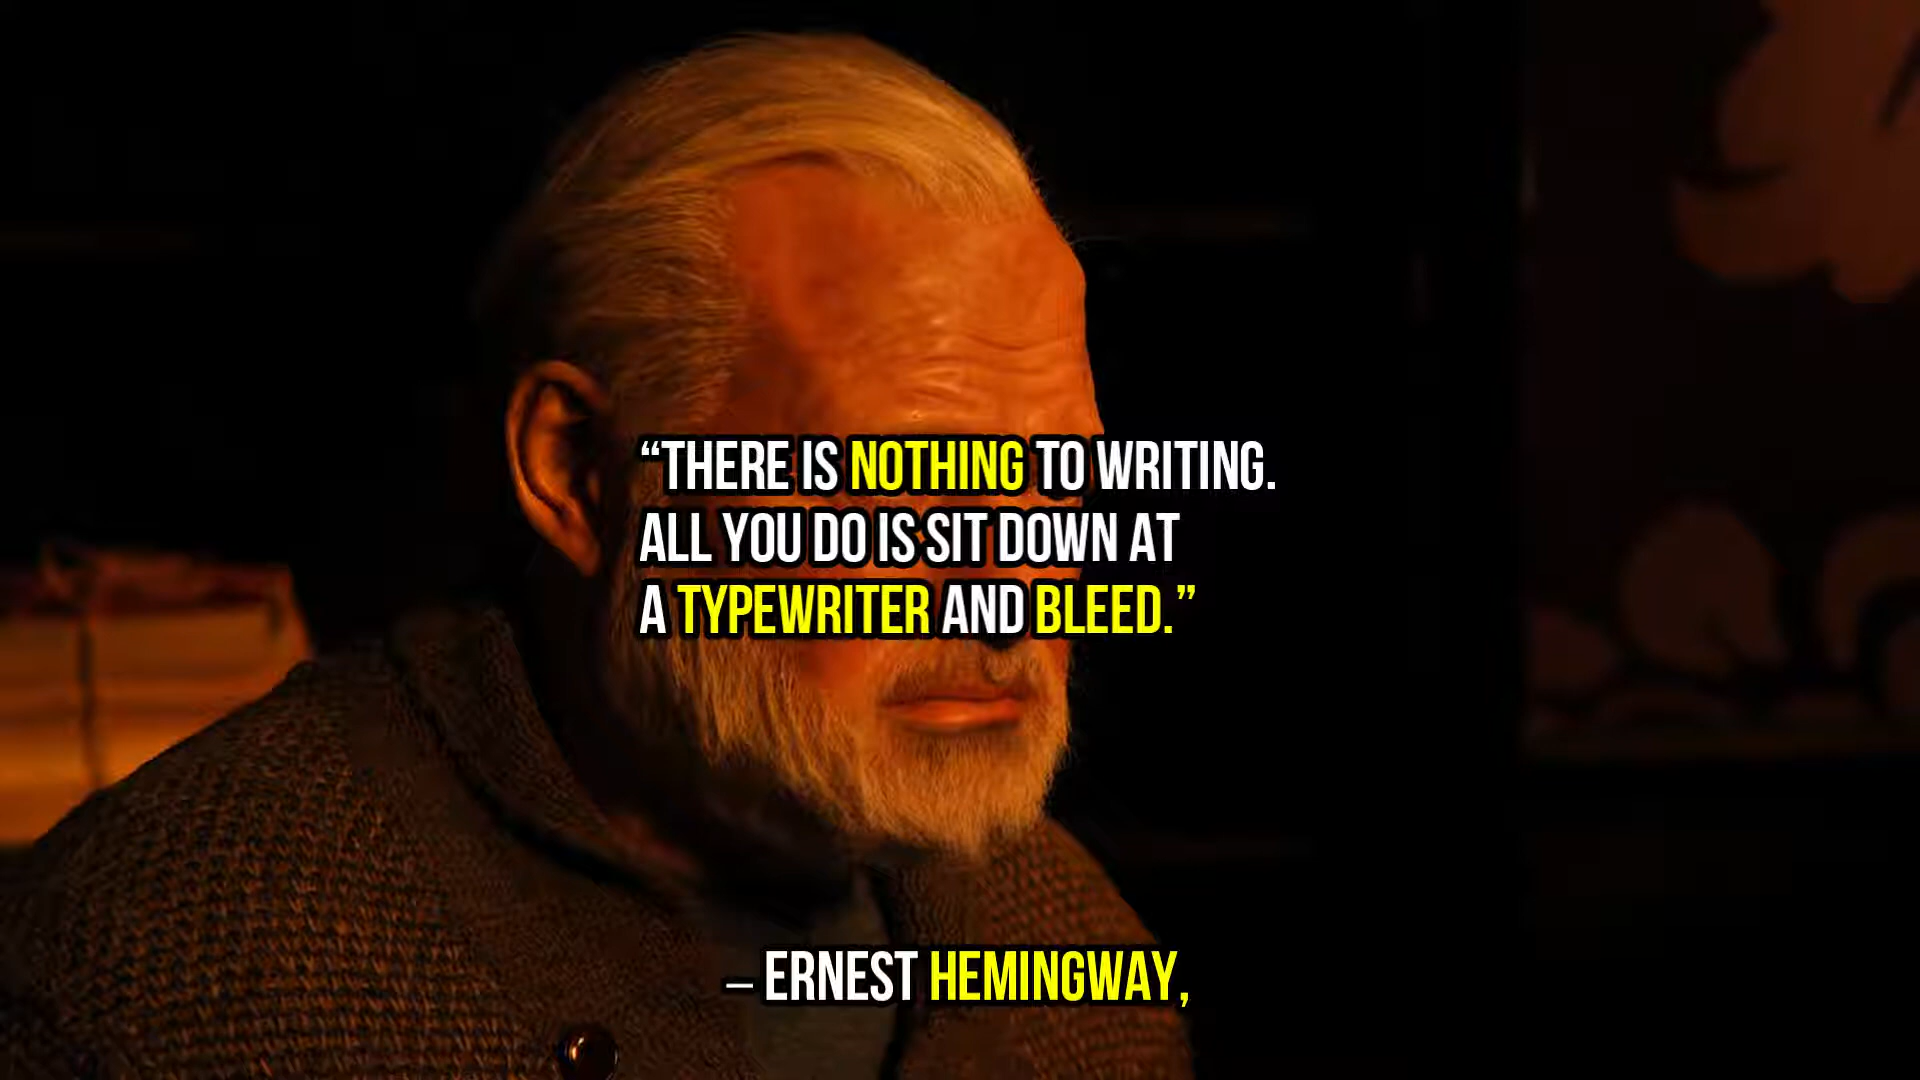 “THERE IS NOTHING TO WRITING.
ALL YOU DO IS SIT DOWN AT
A TYPEWRITER AND BLEED.”
– ERNEST HEMINGWAY,